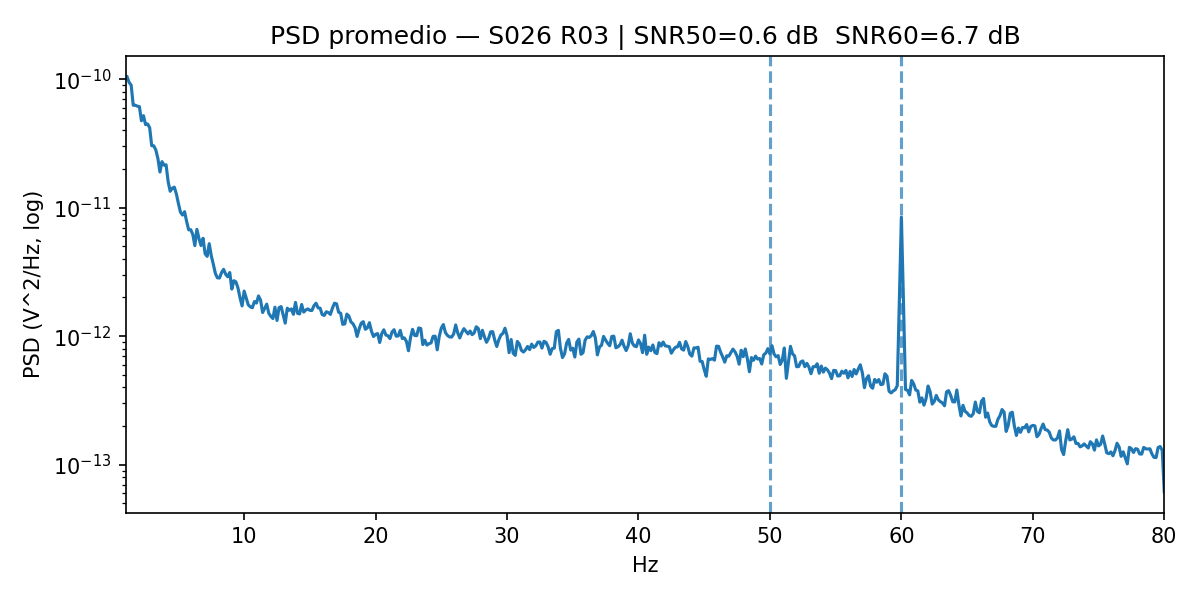 PSD promedio — S026 R03 | SNR50=0.6 dB  SNR60=6.7 dB
PSD (V^2/Hz, log)
10⁻¹⁰
10⁻¹¹
10⁻¹²
10⁻¹³
10 20 30 40 50 60 70 80
Hz